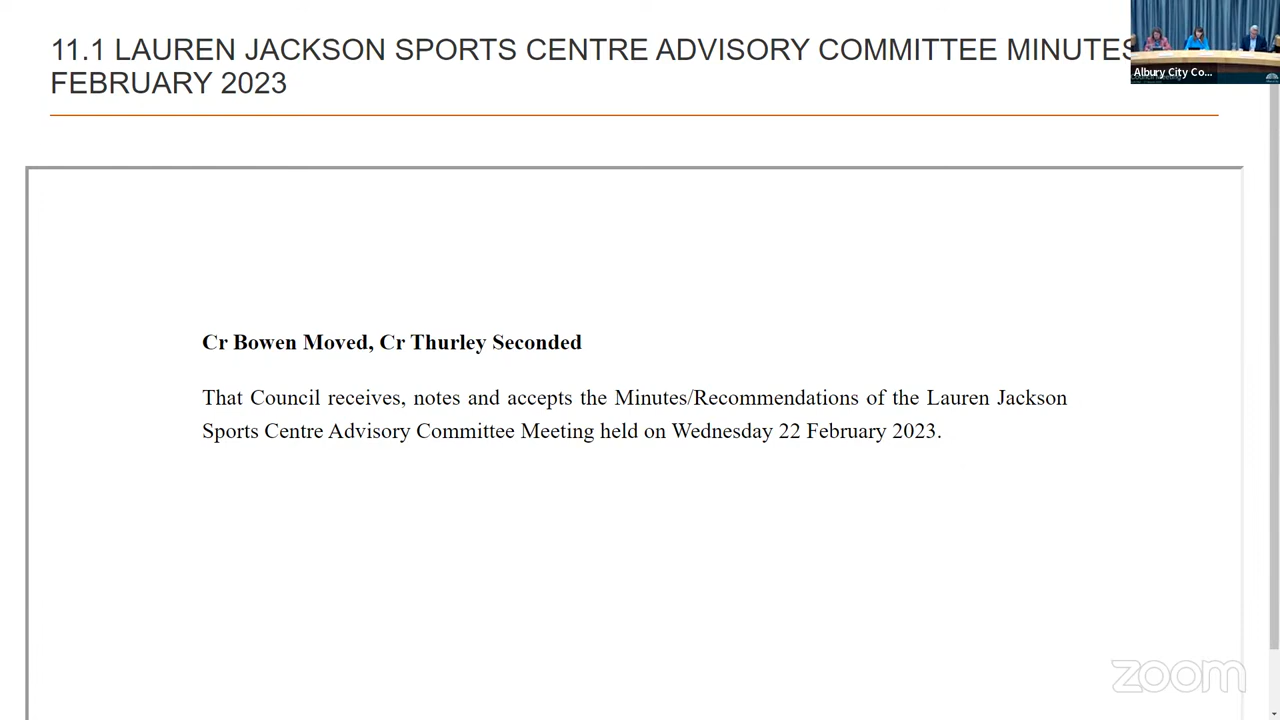 11.1 LAUREN JACKSON SPORTS CENTRE ADVISORY COMMITTEE MINUTES
FEBRUARY 2023
Albury City Co...
Cr Bowen Moved, Cr Thurley Seconded
That Council receives, notes and accepts the Minutes/Recommendations of the Lauren Jackson
Sports Centre Advisory Committee Meeting held on Wednesday 22 February 2023.
zoom